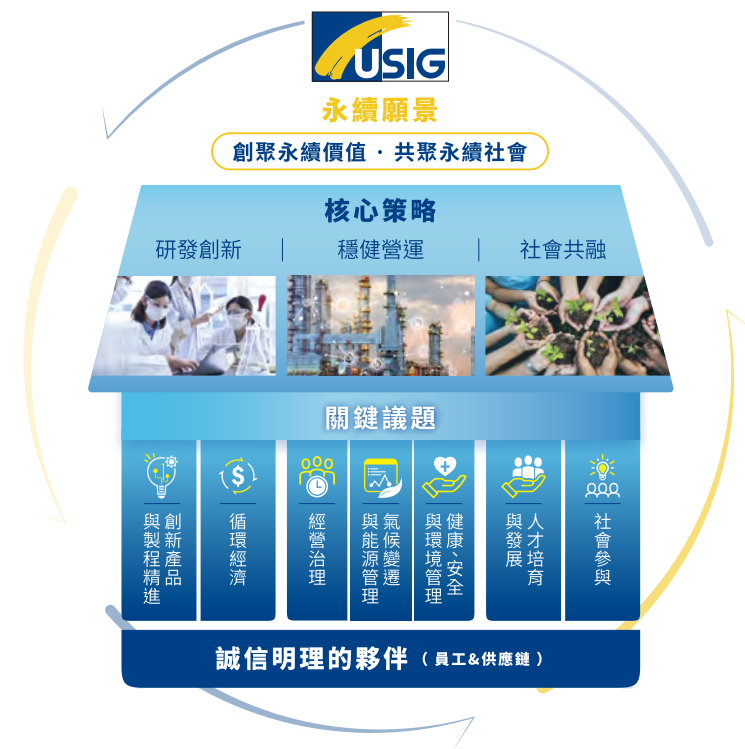 USIG
永續願景
創聚永續價值 · 共聚永續社會
核心策略
研發創新 | 穩健營運 | 社會共融
關鍵議題
創新產品
與製程精進
循環經濟
經營治理
氣候變遷
與能源管理
健康、安全
與環境管理
人才培育
與發展
社會參與
誠信明理的夥伴（員工&供應鏈）